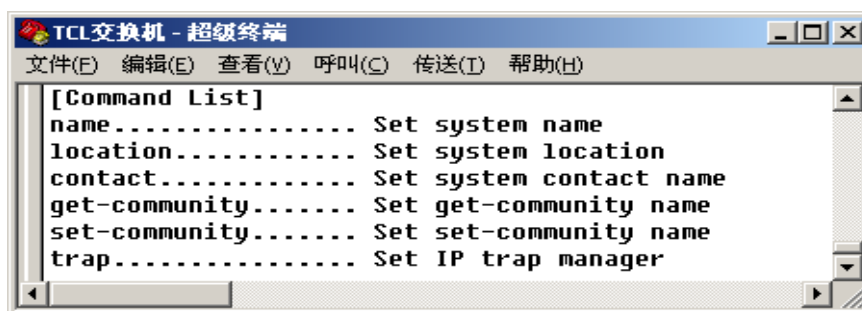 TCL交换机 - 超级终端
文件(F) 编辑(E) 查看(V) 呼叫(C) 传送(T) 帮助(H)
[Command List]
name................ Set system name
location............ Set system location
contact............. Set system contact name
get-community....... Set get-community name
set-community....... Set set-community name
trap................ Set IP trap manager